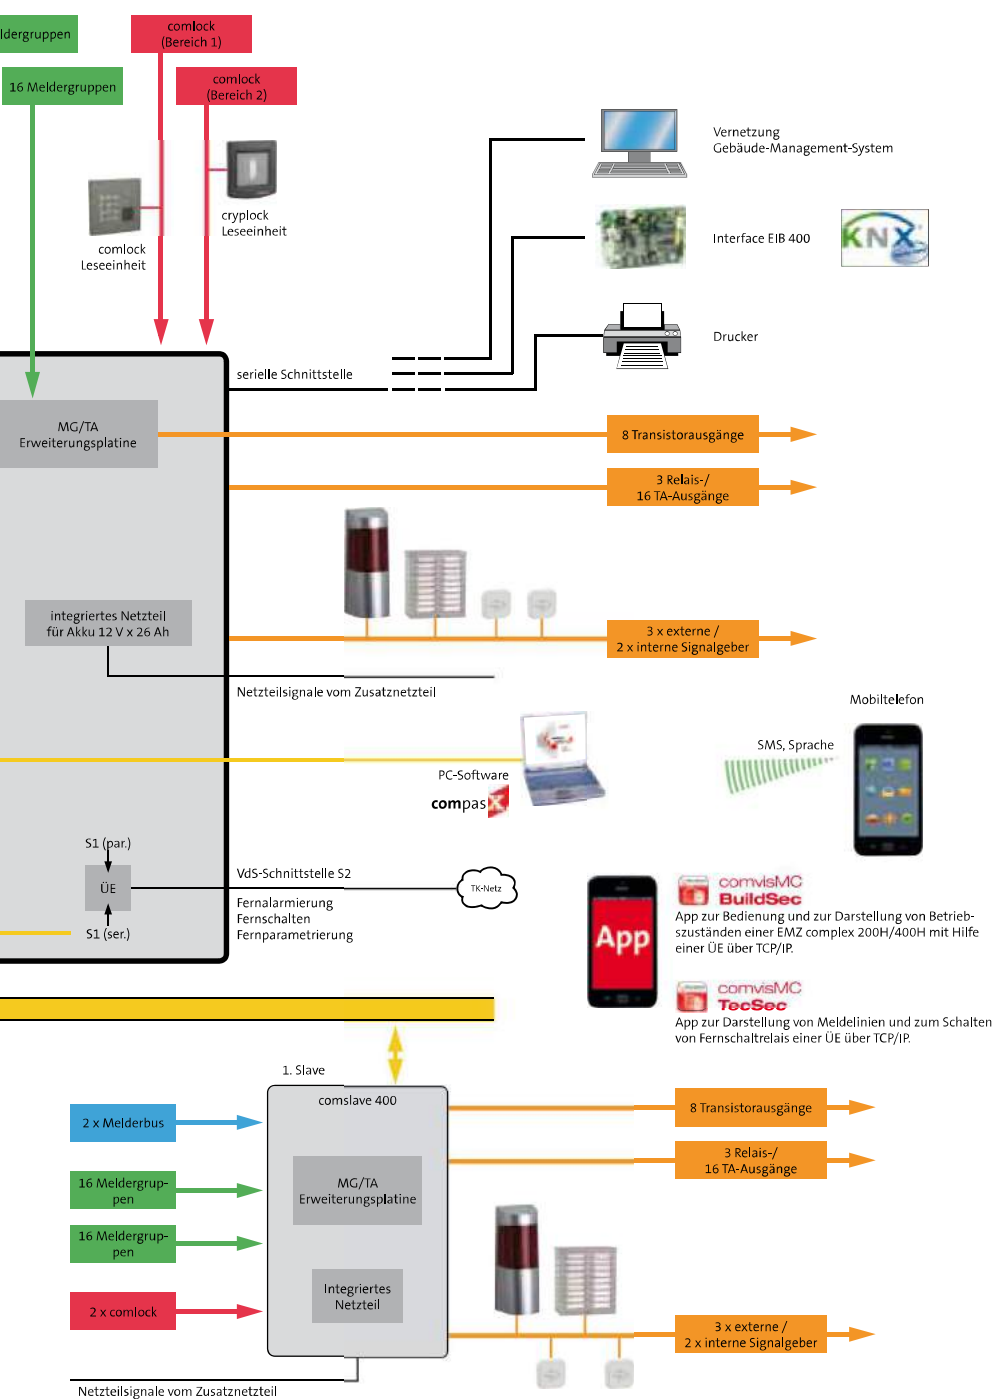 ldergruppen
comlock
(Bereich 1)
16 Meldergruppen
comlock
(Bereich 2)
Vernetzung
Gebäude-Management-System
cryplock
Leseeinheit
comlock
Leseeinheit
Interface EIB 400
KNX
Drucker
serielle Schnittstelle
MG/TA
Erweiterungsplatine
8 Transistorausgänge
3 Relais-/
16 TA-Ausgänge
integriertes Netzteil
für Akku 12 V x 26 Ah
3 x externe /
2 x interne Signalgeber
Netzteilsignale vom Zusatznetzteil
Mobiltelefon
SMS, Sprache
PC-Software
compasX
S1 (par.)
ÜE
S1 (ser.)
VdS-Schnittstelle S2
Fernalarmierung
Fernschalten
Fernparametrierung
TK-Netz
App
comvisMC
BuildSec
App zur Bedienung und zur Darstellung von Betrieb-
szuständen einer EMZ complex 200H/400H mit Hilfe
einer ÜE über TCP/IP.
comvisMC
TecSec
App zur Darstellung von Meldelinien und zum Schalten
von Fernschaltrelais einer ÜE über TCP/IP.
1. Slave
comslave 400
2 x Melderbus
8 Transistorausgänge
3 Relais-/
16 TA-Ausgänge
16 Meldergrup-
pen
MG/TA
Erweiterungsplatine
16 Meldergrup-
pen
Integriertes
Netzteil
2 x comlock
3 x externe /
2 x interne Signalgeber
Netzteilsignale vom Zusatznetzteil